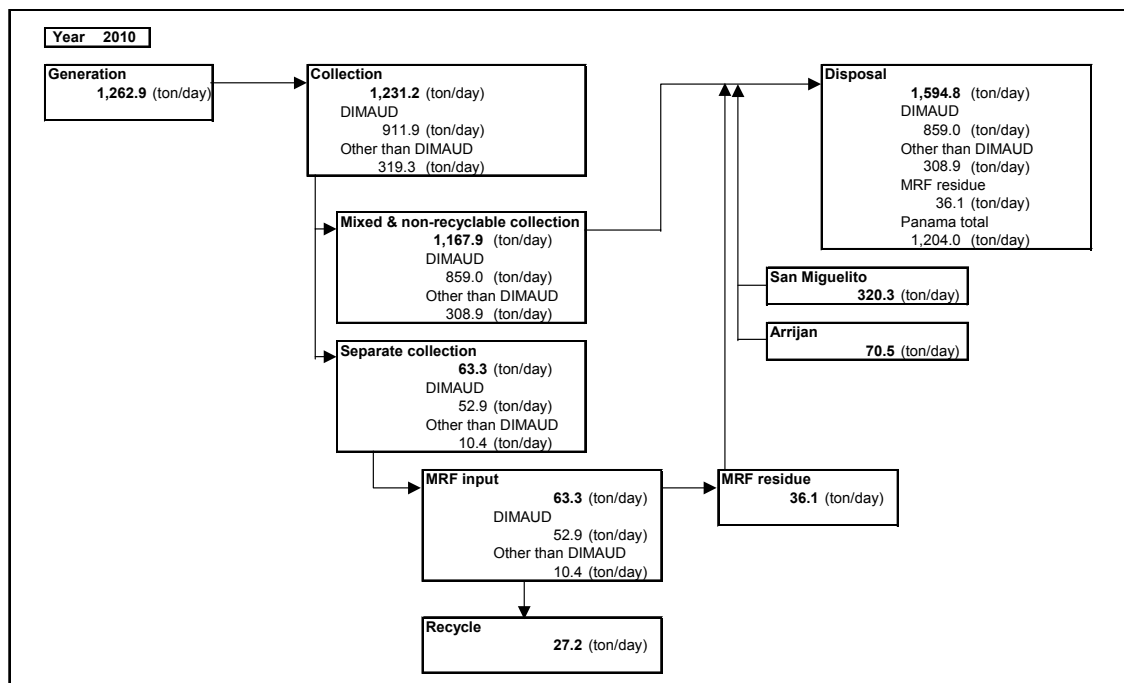 Year 2010
Generation
1,262.9 (ton/day)
Collection
1,231.2 (ton/day)
DIMAUD
911.9 (ton/day)
Other than DIMAUD
319.3 (ton/day)
Mixed & non-recyclable collection
1,167.9 (ton/day)
DIMAUD
859.0 (ton/day)
Other than DIMAUD
308.9 (ton/day)
Separate collection
63.3 (ton/day)
DIMAUD
52.9 (ton/day)
Other than DIMAUD
10.4 (ton/day)
MRF input
63.3 (ton/day)
DIMAUD
52.9 (ton/day)
Other than DIMAUD
10.4 (ton/day)
Recycle
27.2 (ton/day)
MRF residue
36.1 (ton/day)
Disposal
1,594.8 (ton/day)
DIMAUD
859.0 (ton/day)
Other than DIMAUD
308.9 (ton/day)
MRF residue
36.1 (ton/day)
Panama total
1,204.0 (ton/day)
San Miguelito
320.3 (ton/day)
Arrijan
70.5 (ton/day)